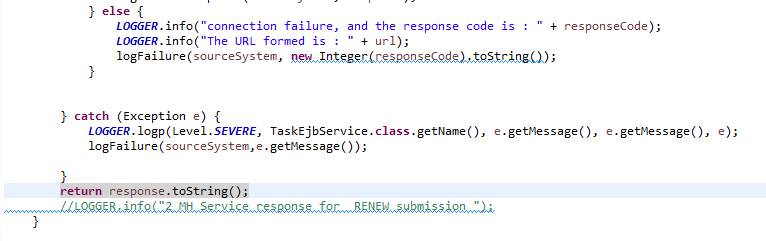 } else {
LOGGER.info("connection failure, and the response code is : " + responseCode);
LOGGER.info("The URL formed is : " + url);
logFailure(sourceSystem, new Integer(responseCode).toString());
}
} catch (Exception e) {
LOGGER.logp(Level.SEVERE, TaskEjbService.class.getName(), e.getMessage(), e.getMessage(), e);
logFailure(sourceSystem,e.getMessage());
}
return response.toString();
//LOGGER.info("2 MH Service response for  RENEW submission ");
}